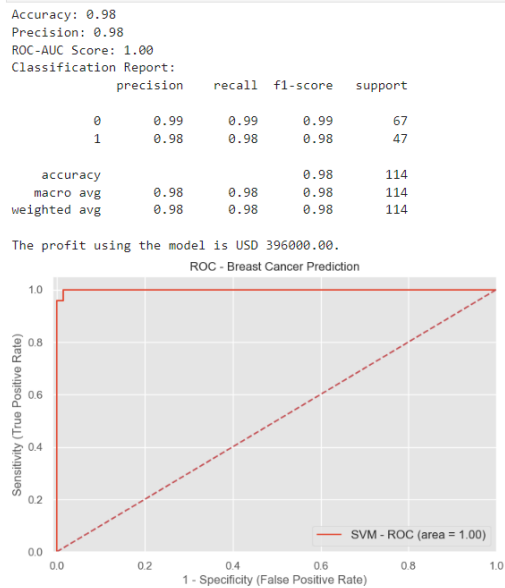 Accuracy: 0.98
Precision: 0.98
ROC-AUC Score: 1.00
Classification Report:
precision recall f1-score support
0 0.99 0.99 0.99 67
1 0.98 0.98 0.98 47
accuracy 0.98 114
macro avg 0.98 0.98 0.98 114
weighted avg 0.98 0.98 0.98 114
The profit using the model is USD 396000.00.
ROC - Breast Cancer Prediction
1.0
0.8
0.6
0.4
0.2
0.0
Sensitivity (True Positive Rate)
SVM - ROC (area = 1.00)
0.0 0.2 0.4 0.6 0.8 1.0
1 - Specificity (False Positive Rate)